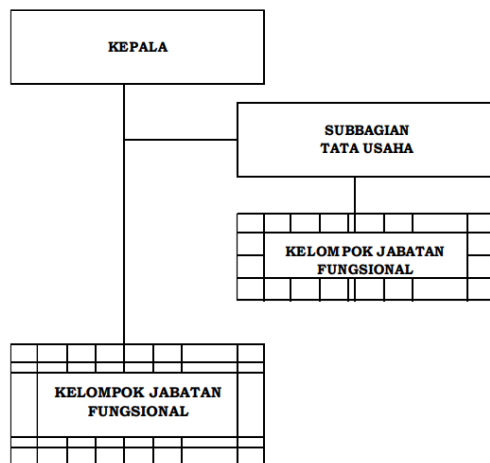 KEPALA
SUBBAGIAN
TATA USAHA
KELOMPOK JABATAN
FUNGSIONAL
KELOMPOK JABATAN
FUNGSIONAL